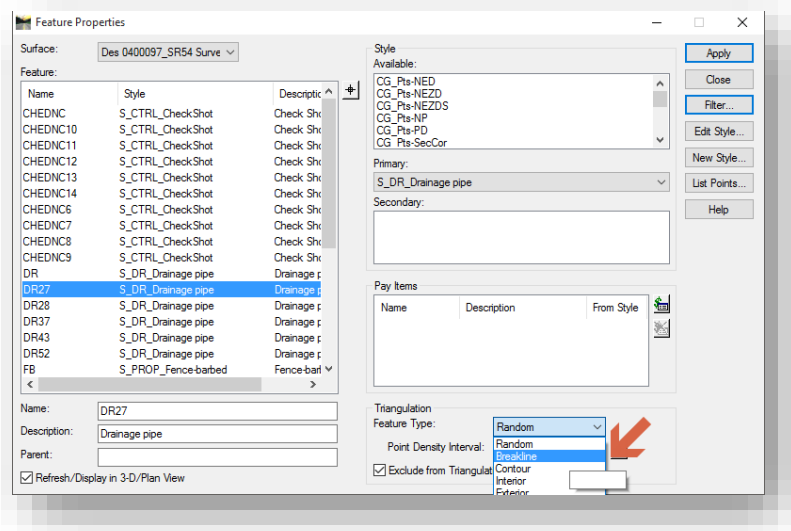 Feature Properties
Surface:
Des 0400097_SR54 Surve
Feature:
Name Style Descriptic
CHEDNC S_CTRL_CheckShot Check Sho
CHEDNC10 S_CTRL_CheckShot Check Sho
CHEDNC11 S_CTRL_CheckShot Check Sho
CHEDNC12 S_CTRL_CheckShot Check Sho
CHEDNC13 S_CTRL_CheckShot Check Sho
CHEDNC14 S_CTRL_CheckShot Check Sho
CHEDNC6 S_CTRL_CheckShot Check Sho
CHEDNC7 S_CTRL_CheckShot Check Sho
CHEDNC8 S_CTRL_CheckShot Check Sho
CHEDNC9 S_CTRL_CheckShot Check Sho
DR S_DR_Drainage pipe Drainage p
DR27 S_DR_Drainage pipe Drainage p
DR28 S_DR_Drainage pipe Drainage p
DR37 S_DR_Drainage pipe Drainage p
DR43 S_DR_Drainage pipe Drainage p
DR52 S_DR_Drainage pipe Drainage p
FB S_PROP_Fence-barbed Fence-barl
Name:
DR27
Description:
Drainage pipe
Parent:
Refresh/Display in 3-D/Plan View
Style
Available:
CG_Pts-NED
CG_Pts-NEZD
CG_Pts-NEZDS
CG_Pts-NP
CG_Pts-PD
CG_Pts-SecCor
Primary:
S_DR_Drainage pipe
Secondary:
Pay Items
Name Description From Style
Triangulation
Feature Type:
Random
Random
Breakline
Contour
Interior
Exterior
Point Density Interval:
Exclude from Triangulat
Apply
Close
Filter...
Edit Style...
New Style...
List Points...
Help